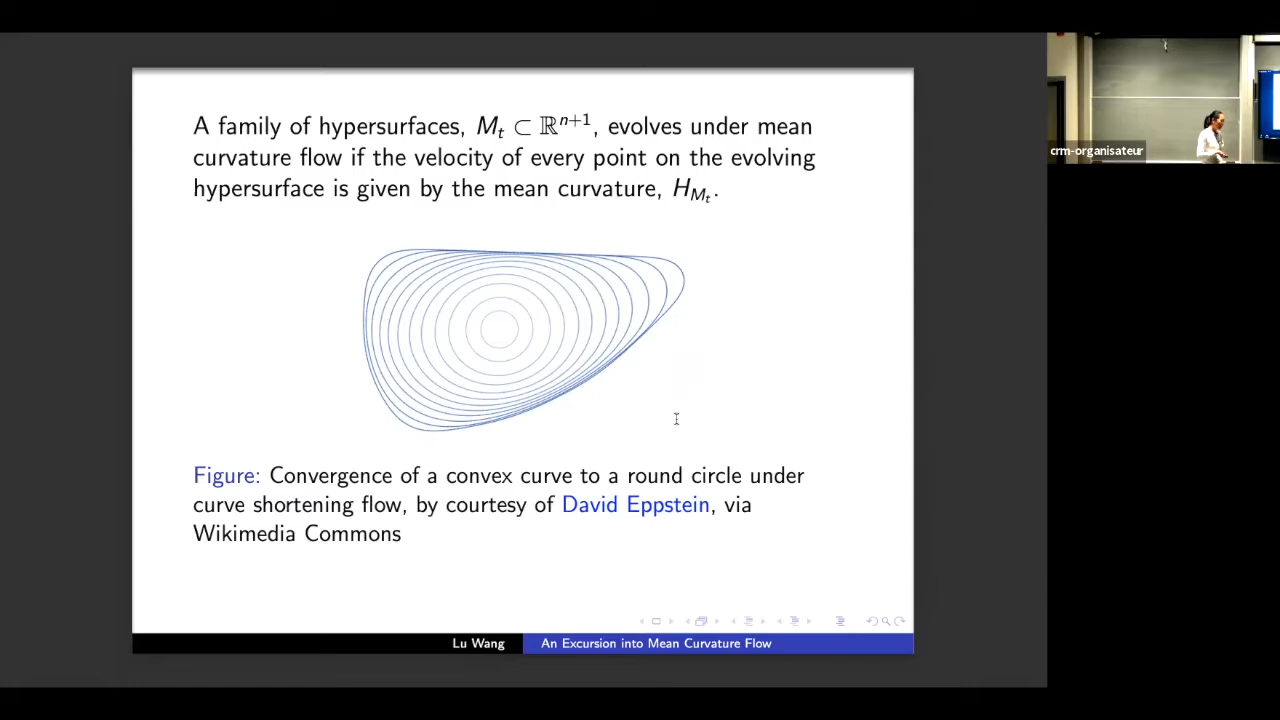 A family of hypersurfaces, M_t ⊂ ℝ^{n+1}, evolves under mean
curvature flow if the velocity of every point on the evolving
hypersurface is given by the mean curvature, H_{M_t}.
Figure: Convergence of a convex curve to a round circle under
curve shortening flow, by courtesy of David Eppstein, via
Wikimedia Commons
Lu Wang An Excursion into Mean Curvature Flow
crm-organisateur